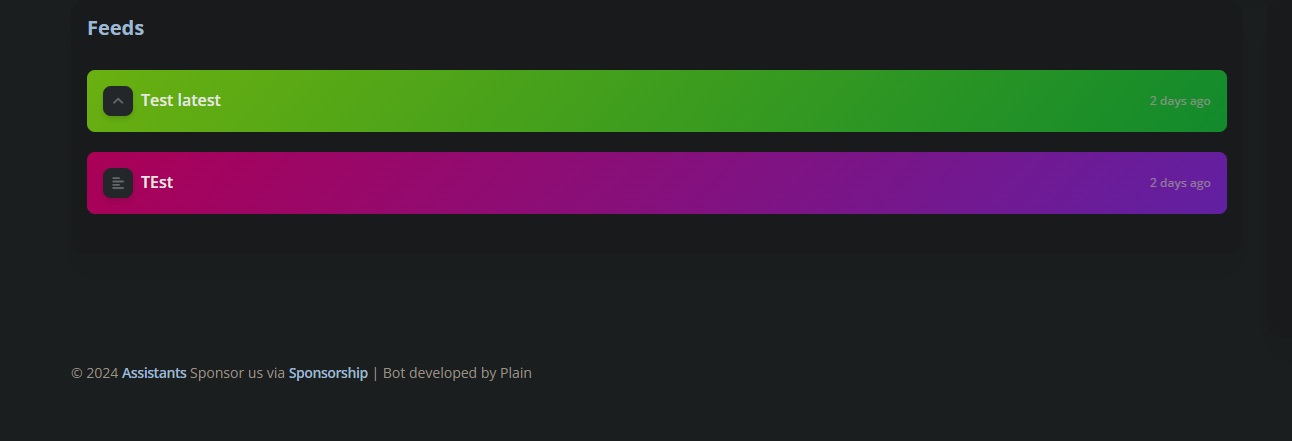 Feeds
Test latest
2 days ago
TEst
2 days ago
© 2024 Assistants Sponsor us via Sponsorship | Bot developed by Plain